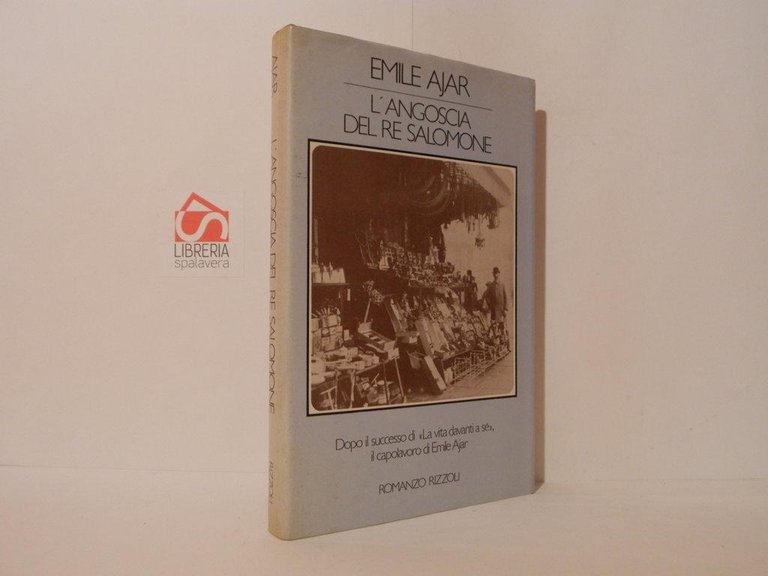 EMILE AJAR
L'ANGOSCIA
DEL RE SALOMONE
Dopo il successo di «La vita davanti a sé»,
il capolavoro di Emile Ajar
ROMANZO RIZZOLI
AJAR
L'ANGOSCIA DEL RE SALOMONE
RIZZOLI
LIBRERIA
spalavera